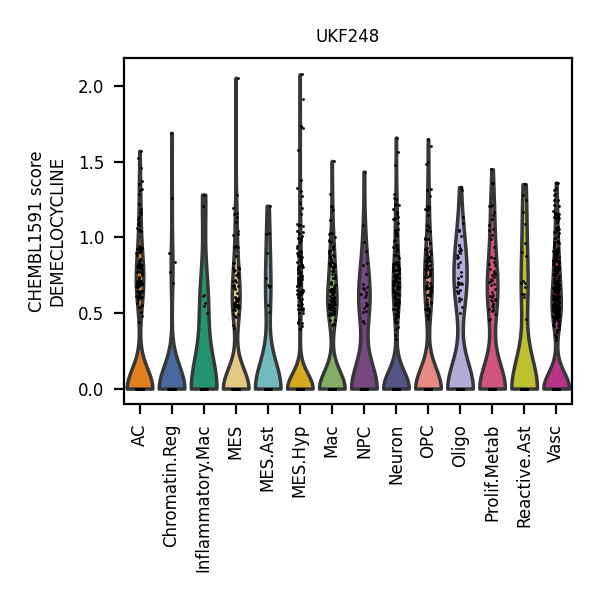 UKF248
CHEMBL1591 score
DEMECLOCYCLINE
2.0
1.5
1.0
0.5
0.0
AC
Chromatin.Reg
Inflammatory.Mac
MES
MES.Ast
MES.Hyp
Mac
NPC
Neuron
OPC
Oligo
Prolif.Metab
Reactive.Ast
Vasc